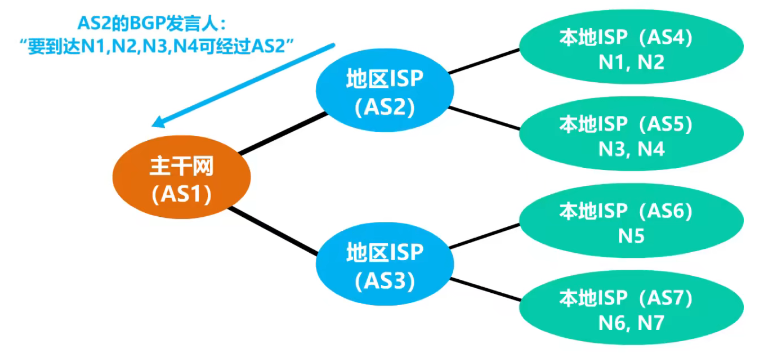 AS2的BGP发言人：
“要到达N1,N2,N3,N4可经过AS2”
主干网
（AS1）
地区ISP
（AS2）
地区ISP
（AS3）
本地ISP（AS4）
N1, N2
本地ISP（AS5）
N3, N4
本地ISP（AS6）
N5
本地ISP（AS7）
N6, N7